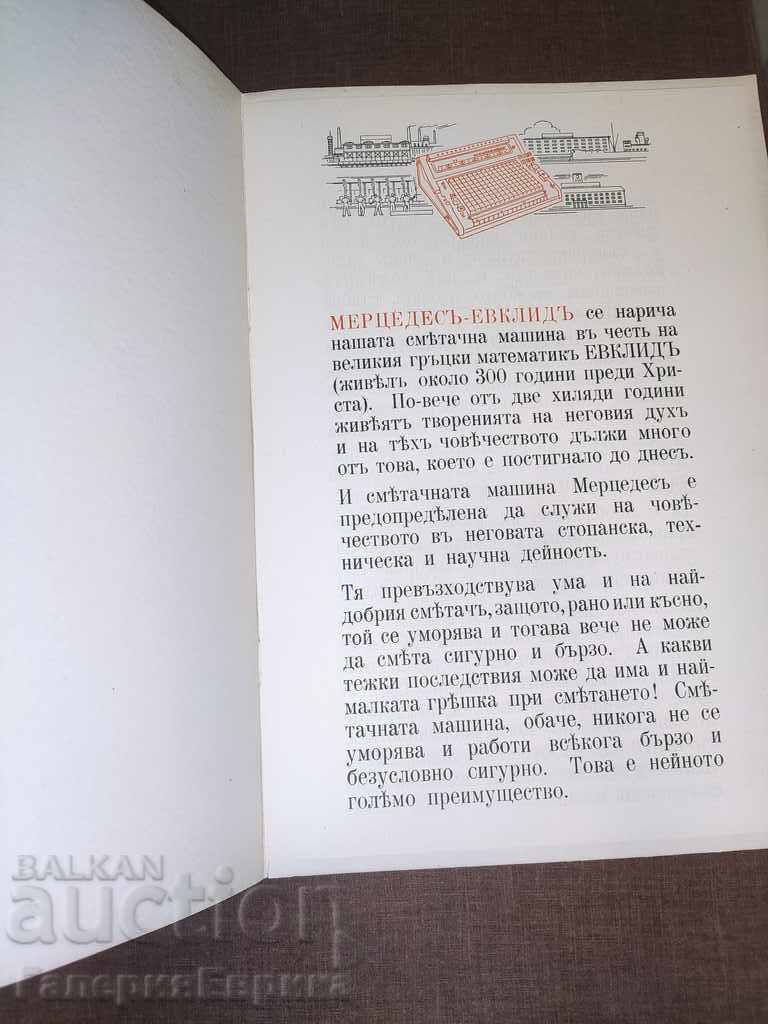 МЕРЦЕДЕСЪ-ЕВКЛИДЪ се нарича
нашата смѣтачна машина въ честь на
великия гръцки математикъ ЕВКЛИДЪ
(живѣлъ около 300 години преди Хри-
ста). По-вече отъ две хиляди години
живѣятъ творенията на неговия духъ
и на тѣхъ човѣчеството дължи много
отъ това, което е постигнало до днесъ.
И смѣтачната машина Мерцедесъ е
предопредѣлена да служи на човѣ-
чеството въ неговата стопанска, тех-
ническа и научна дейность.
Тя превъзходствува ума и на най-
добрия смѣтачъ, защото, рано или късно,
той се уморява и тогава вече не може
да смѣта сигурно и бързо. А какви
тежки последствия може да има и най-
малката грѣшка при смѣтането! Смѣ-
тачната машина, обаче, никога не се
уморява и работи всѣкога бързо и
безусловно сигурно. Това е нейното
голѣмо преимущество.
BALKAN
auction
ГалерияЕврика